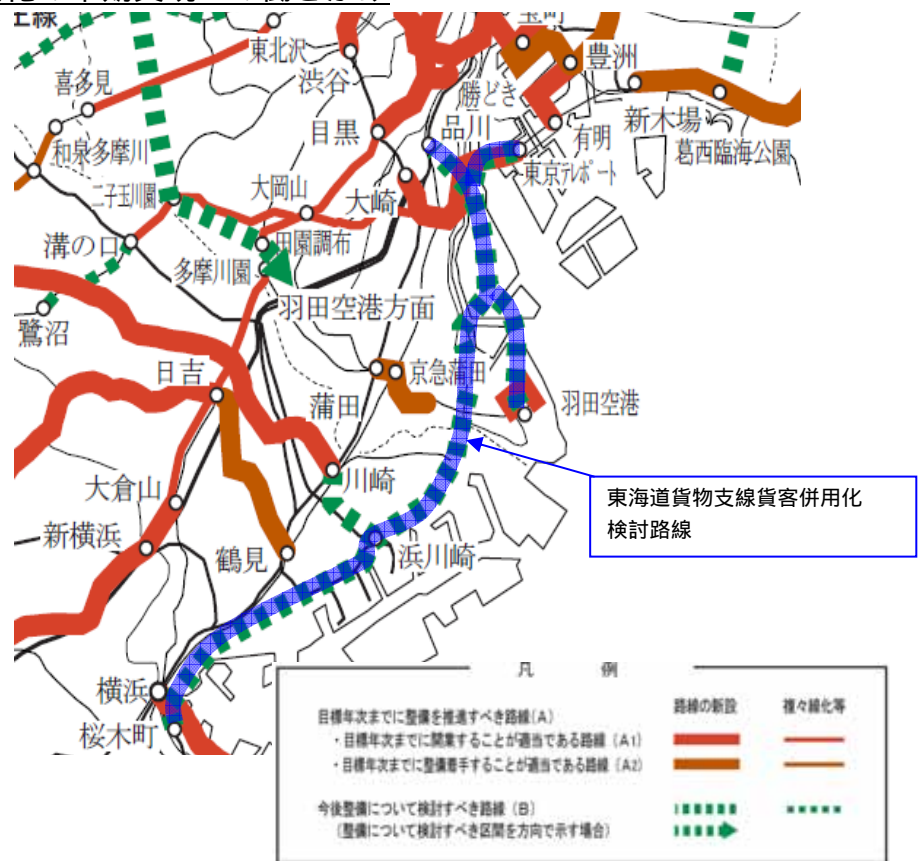 王線
東北沢
渋谷
宝町
豊洲
喜多見
勝どき
目黒
品川
新木場
有明
葛西臨海公園
和泉多摩川
東京テレポート
二子玉川園
大岡山
大崎
溝の口
田園調布
多摩川園
羽田空港方面
鷺沼
日吉
京急蒲田
蒲田
羽田空港
川崎
大倉山
東海道貨物支線貨客併用化
検討路線
新横浜
鶴見
浜川崎
横浜
桜木町
凡 例
路線の新設 複々線化等
目標年次までに整備を推進すべき路線(A)
・目標年次までに開業することが適当である路線(A1)
・目標年次までに整備着手することが適当である路線(A2)
今後整備について検討すべき路線(B)
(整備について検討すべき区間を方向で示す場合)